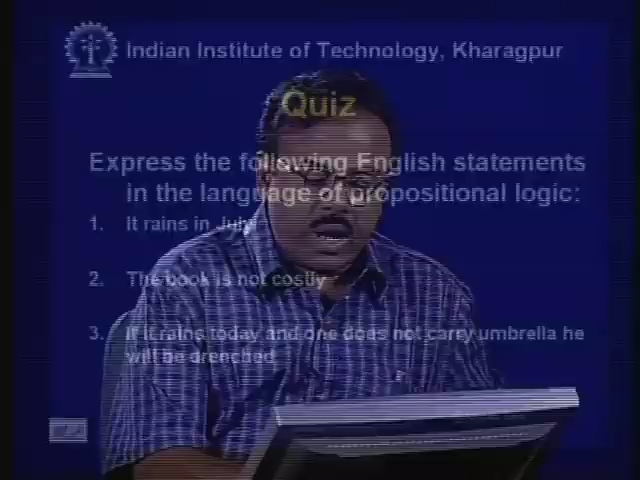 Indian Institute of Technology, Kharagpur
Quiz
Express the following English statements
in the language of propositional logic:
1. It rains in July
2. The book is not costly
3. If it rains today and one does not carry umbrella he
will be drenched